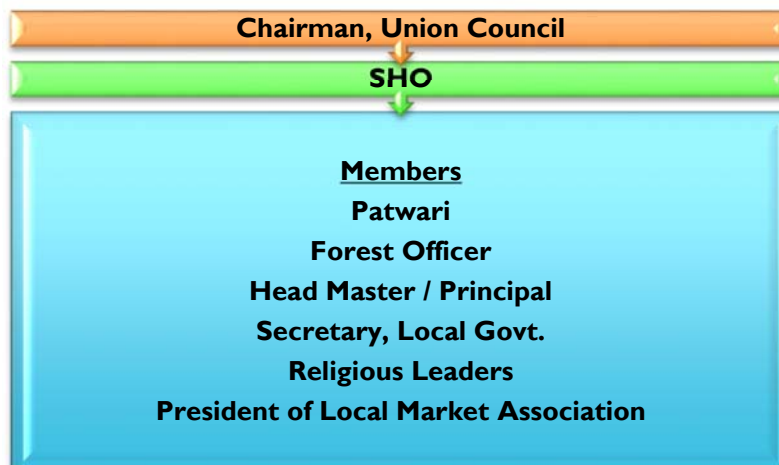 Chairman, Union Council
SHO
Members
Patwari
Forest Officer
Head Master / Principal
Secretary, Local Govt.
Religious Leaders
President of Local Market Association